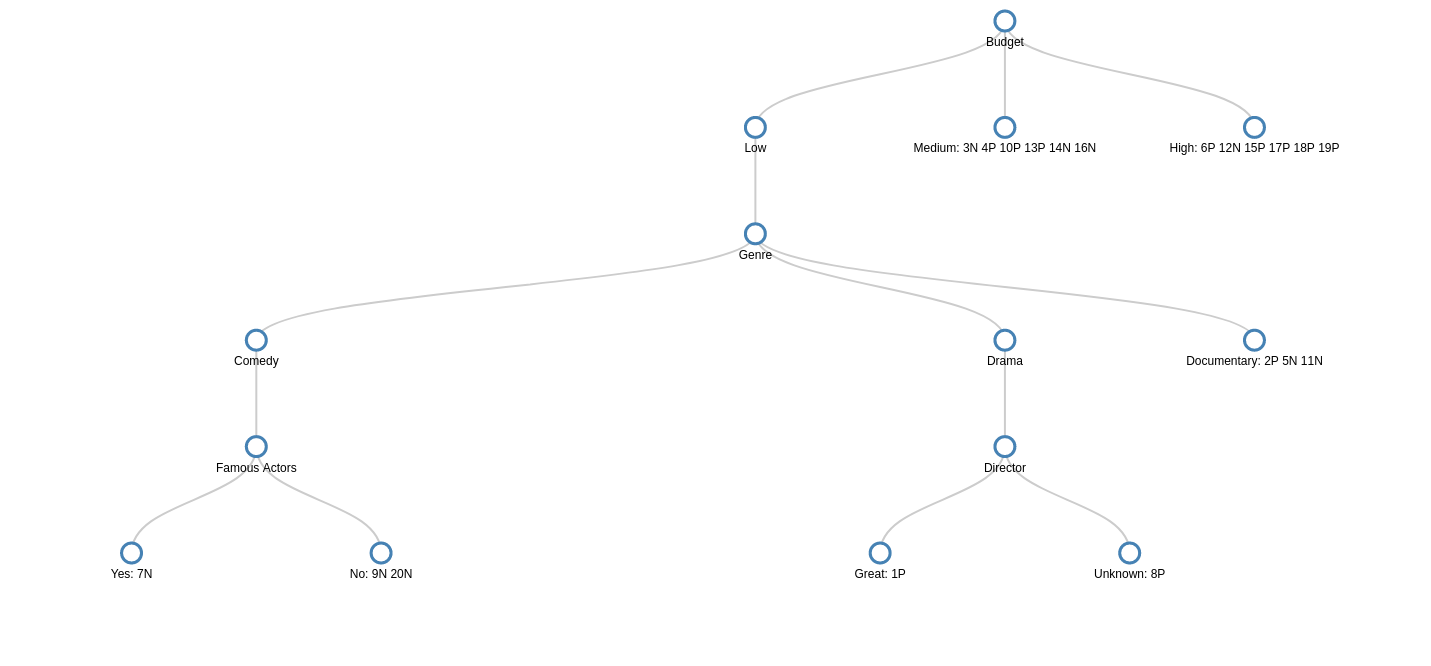 Budget
Low
Medium: 3N 4P 10P 13P 14N 16N
High: 6P 12N 15P 17P 18P 19P
Genre
Comedy
Drama
Documentary: 2P 5N 11N
Famous Actors
Director
Yes: 7N
No: 9N 20N
Great: 1P
Unknown: 8P